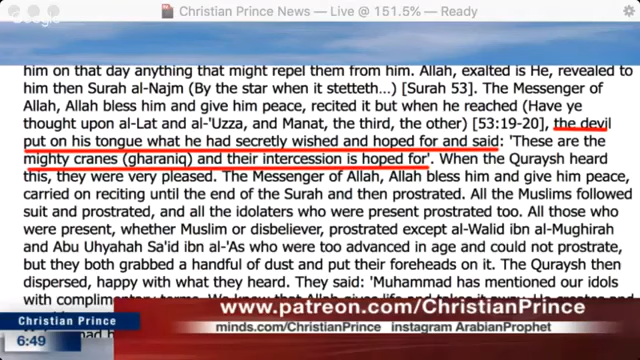 Christian Prince News — Live @ 151.5% — Ready
him on that day anything that might repel them from him. Allah, exalted is He, revealed to
him then Surah al-Najm (By the star when it stetteth...) [Surah 53]. The Messenger of
Allah, Allah bless him and give him peace, recited it but when he reached (Have ye
thought upon al-Lat and al-'Uzza, and Manat, the third, the other) [53:19-20], the devil
put on his tongue what he had secretly wished and hoped for and said: 'These are the
mighty cranes (gharaniq) and their intercession is hoped for'. When the Quraysh heard
this, they were very pleased. The Messenger of Allah, Allah bless him and give him peace,
carried on reciting until the end of the Surah and then prostrated. All the Muslims followed
suit and prostrated, and all the idolaters who were present prostrated too. All those who
were present, whether Muslim or disbeliever, prostrated except al-Walid ibn al-Mughirah
and Abu Uhyahah Sa'id ibn al-'As who were too advanced in age and could not prostrate,
but they both grabbed a handful of dust and put their foreheads on it. The Quraysh then
dispersed, happy with what they heard. They said: 'Muhammad has mentioned our idols
with
www.patreon.com/ChristianPrince
Christian Prince
minds.com/ChristianPrince instagram ArabianProphet
6:49